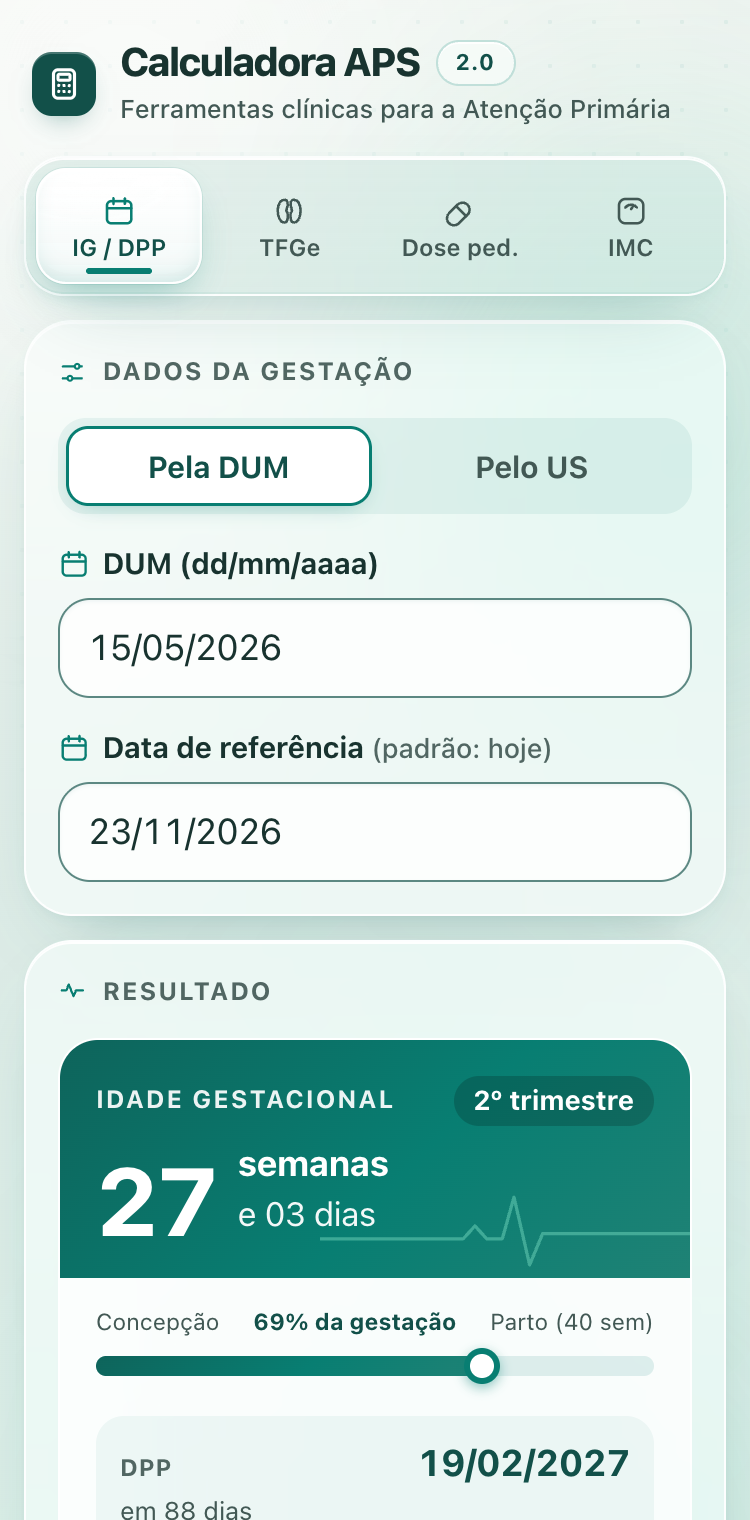 Calculadora APS 2.0
Ferramentas clínicas para a Atenção Primária
IG / DPP
TFGe
Dose ped.
IMC
DADOS DA GESTAÇÃO
Pela DUM
Pelo US
DUM (dd/mm/aaaa)
15/05/2026
Data de referência (padrão: hoje)
23/11/2026
RESULTADO
IDADE GESTACIONAL
2º trimestre
27 semanas
e 03 dias
Concepção 69% da gestação Parto (40 sem)
DPP 19/02/2027
em 88 dias